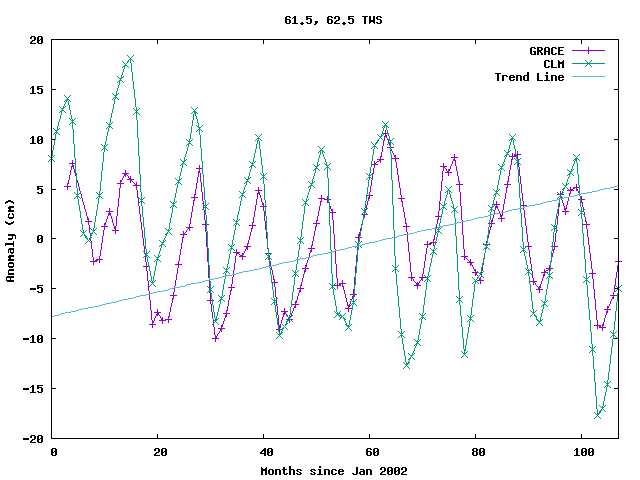 61.5, 62.5 TWS
GRACE
CLM
Trend Line
20
15
10
5
0
-5
-10
-15
-20
Anomaly (cm)
0 20 40 60 80 100
Months since Jan 2002